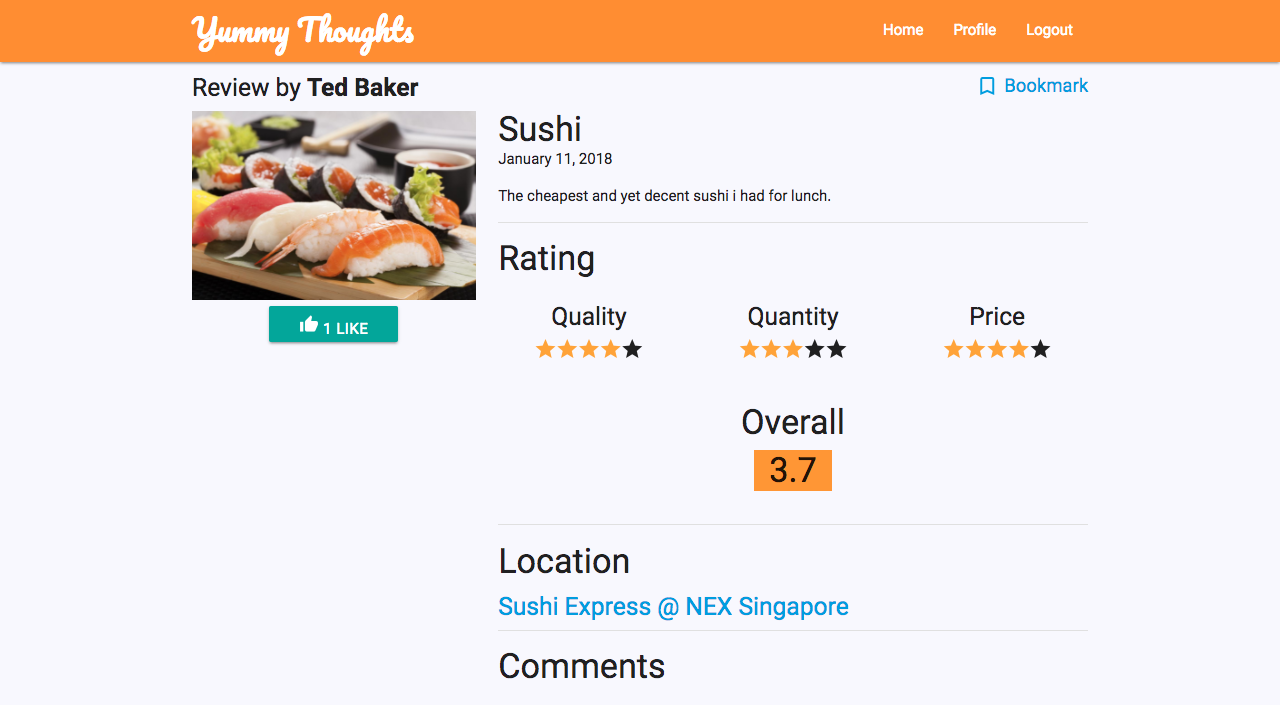 Yummy Thoughts
Home Profile Logout
Review by Ted Baker
Bookmark
Sushi
January 11, 2018
The cheapest and yet decent sushi i had for lunch.
1 LIKE
Rating
Quality Quantity Price
Overall
3.7
Location
Sushi Express @ NEX Singapore
Comments